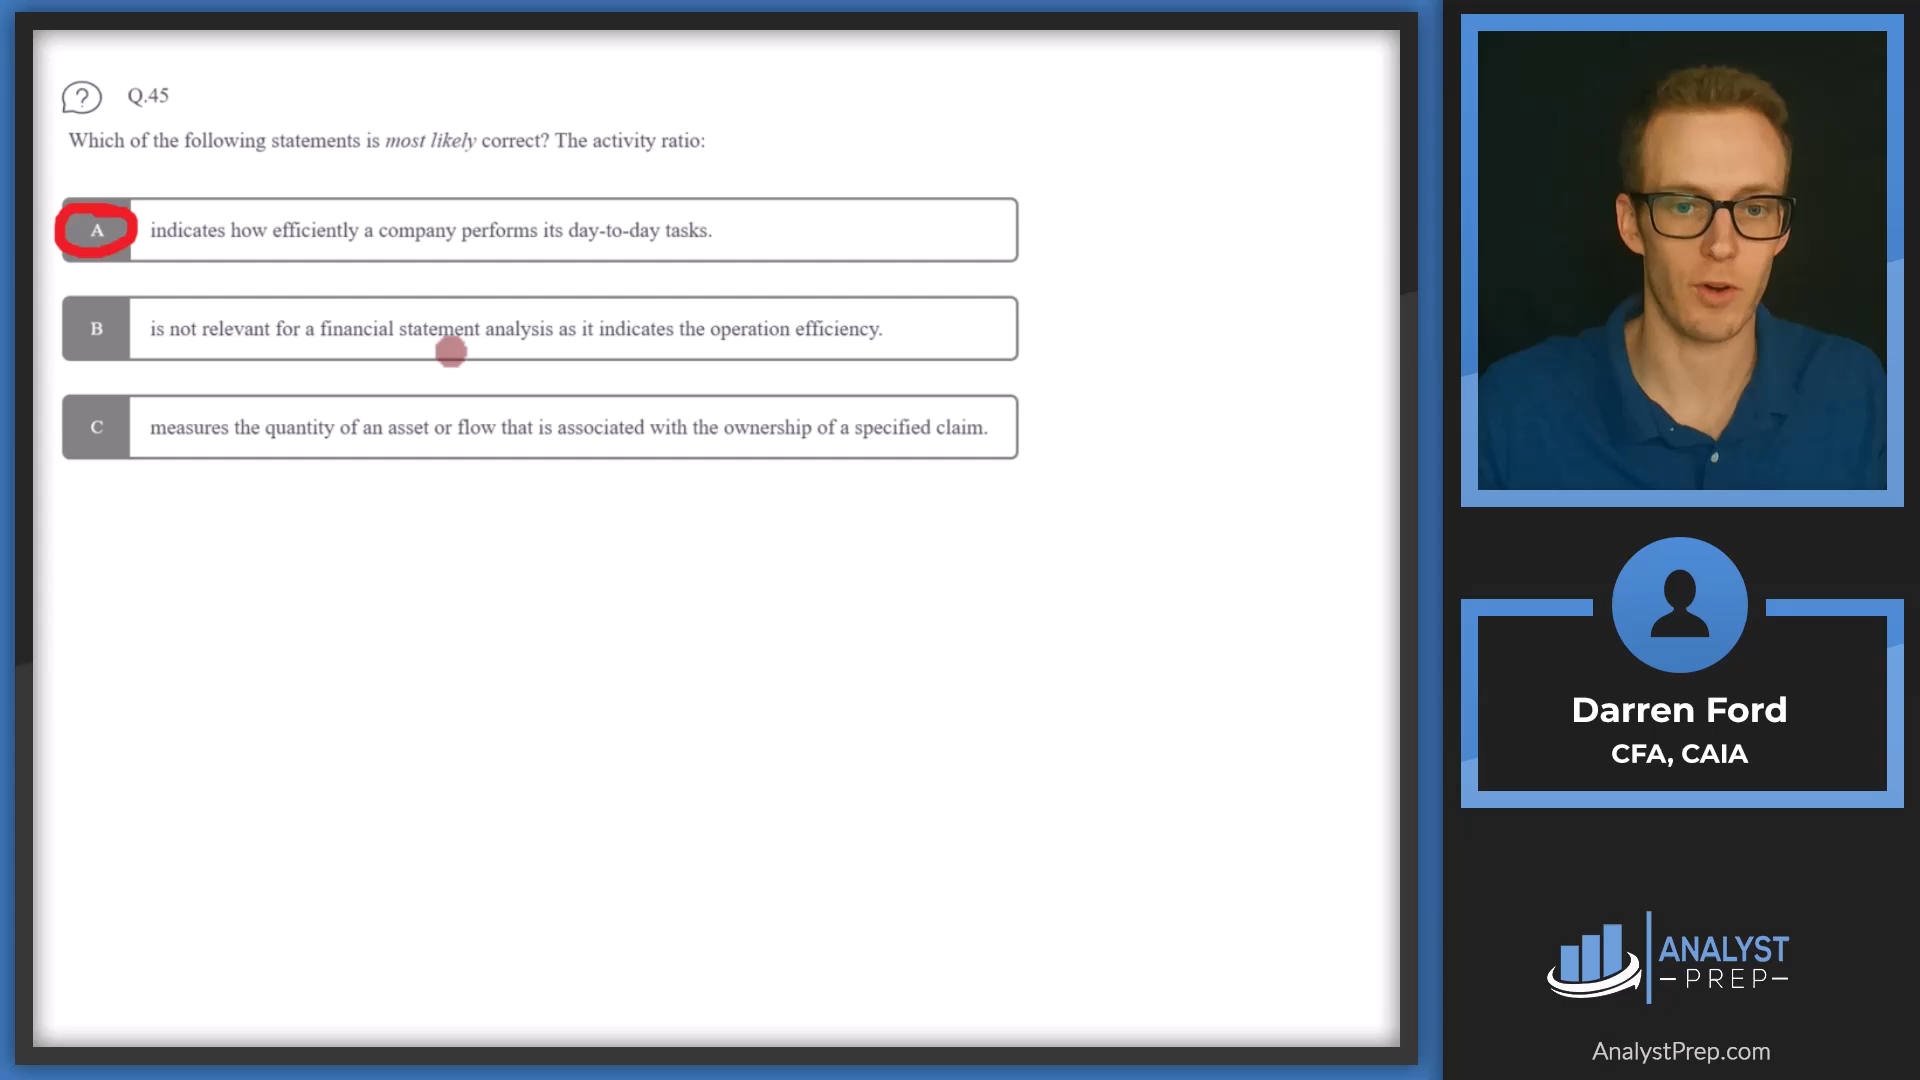 Q.45
Which of the following statements is most likely correct? The activity ratio:
A indicates how efficiently a company performs its day-to-day tasks.
B is not relevant for a financial statement analysis as it indicates the operation efficiency.
C measures the quantity of an asset or flow that is associated with the ownership of a specified claim.
Darren Ford
CFA, CAIA
ANALYST
PREP
AnalystPrep.com